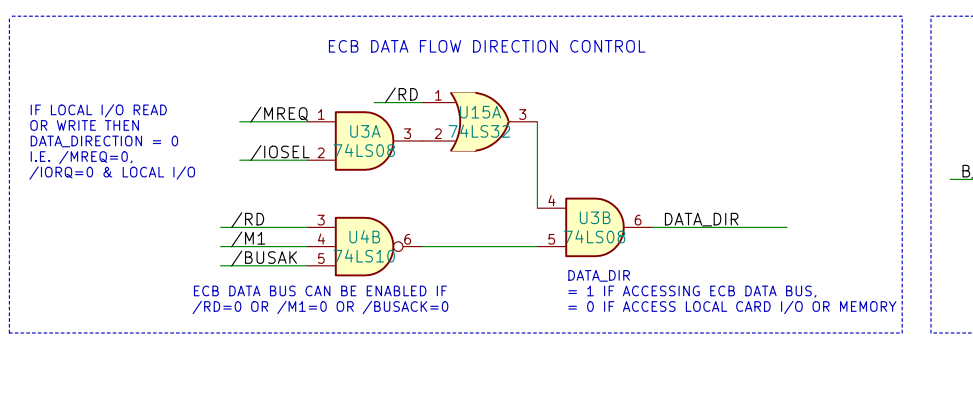 ECB DATA FLOW DIRECTION CONTROL
IF LOCAL I/O READ
OR WRITE THEN
DATA_DIRECTION = 0
I.E. /MREQ=0,
/IORQ=0 & LOCAL I/O
/RD 1
/MREQ 1
/IOSEL 2
U3A
74LS08
3
2
U15A
74LS32
3
/RD 3
/M1 4
/BUSAK 5
U4B
74LS10
6
4
5
U3B
74LS08
6 DATA_DIR
ECB DATA BUS CAN BE ENABLED IF
/RD=0 OR /M1=0 OR /BUSACK=0
DATA_DIR
= 1 IF ACCESSING ECB DATA BUS,
= 0 IF ACCESS LOCAL CARD I/O OR MEMORY